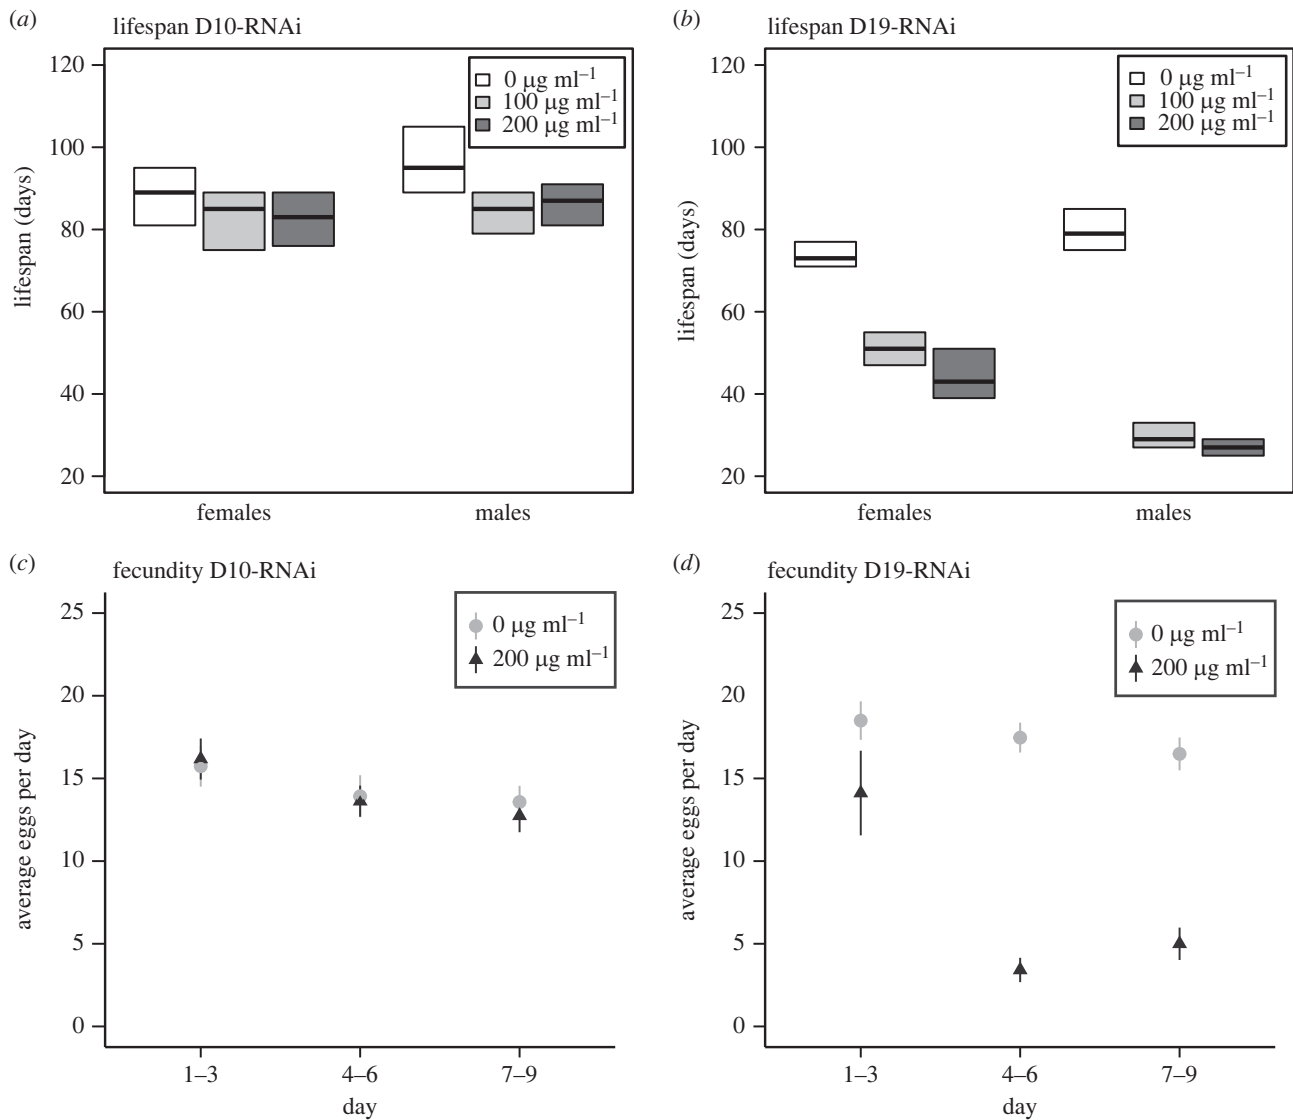 (a) lifespan D10-RNAi
120
100
80
60
40
20
lifespan (days)
0 µg ml⁻¹
100 µg ml⁻¹
200 µg ml⁻¹
females males
(b) lifespan D19-RNAi
120
100
80
60
40
20
lifespan (days)
0 µg ml⁻¹
100 µg ml⁻¹
200 µg ml⁻¹
females males
(c) fecundity D10-RNAi
25
20
15
10
5
0
average eggs per day
0 µg ml⁻¹
200 µg ml⁻¹
1–3 4–6 7–9
day
(d) fecundity D19-RNAi
25
20
15
10
5
0
average eggs per day
0 µg ml⁻¹
200 µg ml⁻¹
1–3 4–6 7–9
day